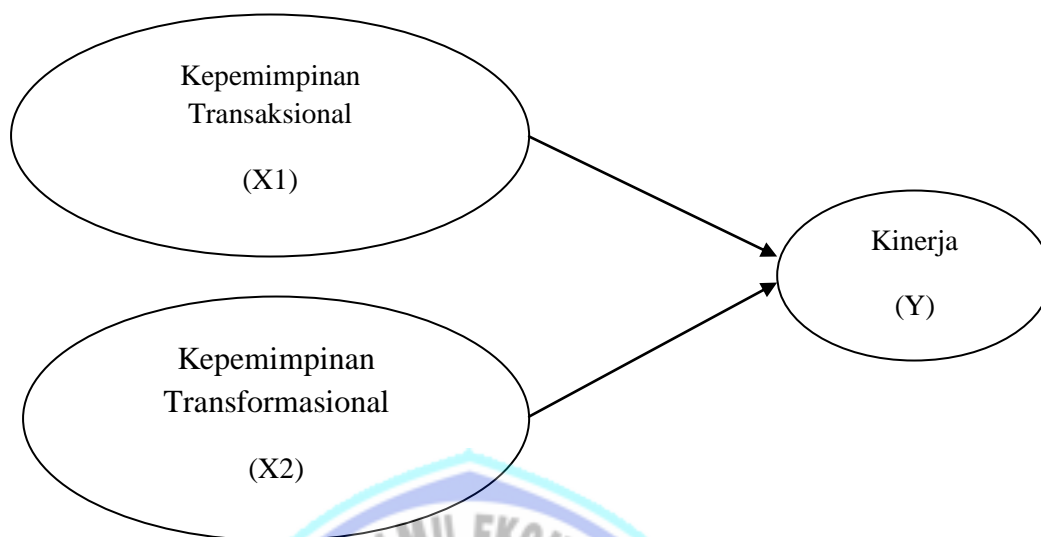 Kepemimpinan
Transaksional
(X1)
Kinerja
(Y)
Kepemimpinan
Transformasional
(X2)